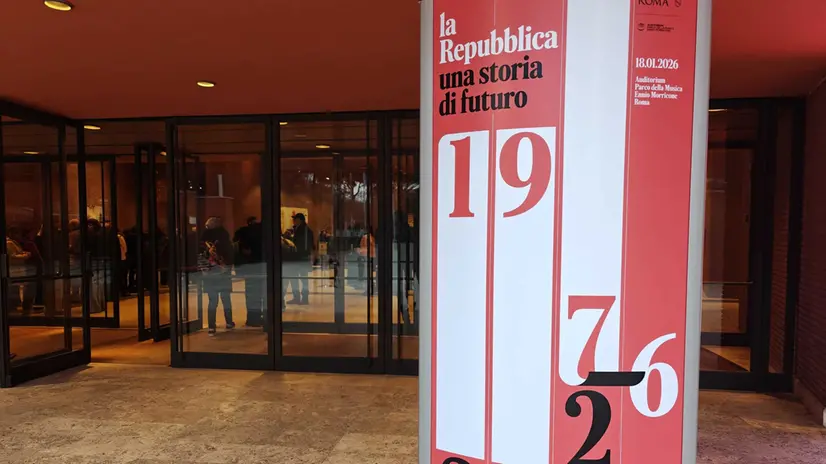 la
Repubblica
una storia
di futuro
ROMA
18.01.2026
Auditorium
Parco della Musica
Ennio Morricone
Roma
19
76
2